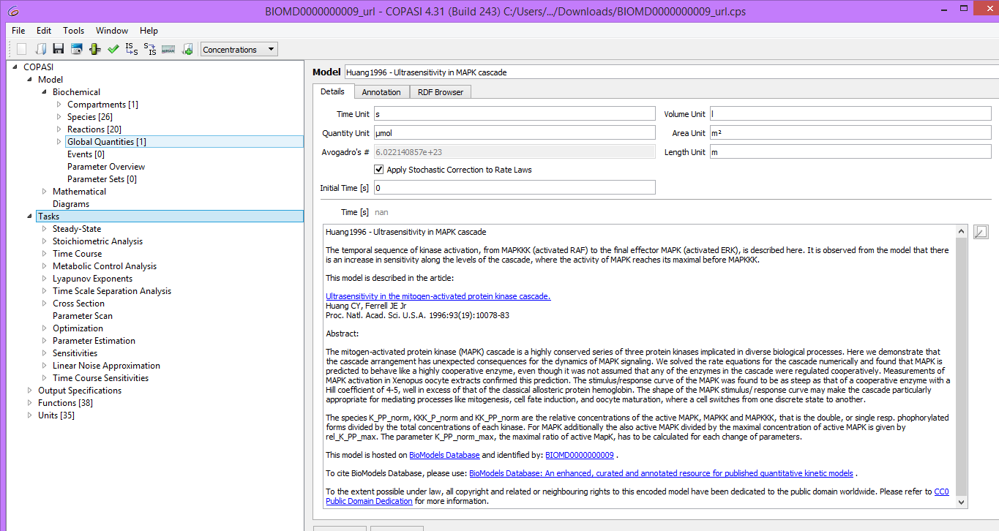 BIOMD0000000009_url - COPASI 4.31 (Build 243) C:/Users/.../Downloads/BIOMD0000000009_url.cps
File Edit Tools Window Help
Concentrations
COPASI
Model
Biochemical
Compartments [1]
Species [26]
Reactions [20]
Global Quantities [1]
Events [0]
Parameter Overview
Parameter Sets [0]
Mathematical
Diagrams
Tasks
Steady-State
Stoichiometric Analysis
Time Course
Metabolic Control Analysis
Lyapunov Exponents
Time Scale Separation Analysis
Cross Section
Parameter Scan
Optimization
Parameter Estimation
Sensitivities
Linear Noise Approximation
Time Course Sensitivities
Output Specifications
Functions [38]
Units [35]
Model Huang1996 - Ultrasensitivity in MAPK cascade
Details Annotation RDF Browser
Time Unit s Volume Unit l
Quantity Unit µmol Area Unit m²
Avogadro's # 6.022140857e+23 Length Unit m
Apply Stochastic Correction to Rate Laws
Initial Time [s] 0
Time [s] nan
Huang1996 - Ultrasensitivity in MAPK cascade
The temporal sequence of kinase activation, from MAPKKK (activated RAF) to the final effector MAPK (activated ERK), is described here. It is observed from the model that there
is an increase in sensitivity along the levels of the cascade, where the activity of MAPK reaches its maximal before MAPKKK.
This model is described in the article:
Ultrasensitivity in the mitogen-activated protein kinase cascade.
Huang CY, Ferrell JE Jr
Proc. Natl. Acad. Sci. U.S.A. 1996:93(19):10078-83
Abstract:
The mitogen-activated protein kinase (MAPK) cascade is a highly conserved series of three protein kinases implicated in diverse biological processes. Here we demonstrate that
the cascade arrangement has unexpected consequences for the dynamics of MAPK signaling. We solved the rate equations for the cascade numerically and found that MAPK is
predicted to behave like a highly cooperative enzyme, even though it was not assumed that any of the enzymes in the cascade were regulated cooperatively. Measurements of
MAPK activation in Xenopus oocyte extracts confirmed this prediction. The stimulus/response curve of the MAPK was found to be as steep as that of a cooperative enzyme with a
Hill coefficient of 4-5, well in excess of that of the classical allosteric protein hemoglobin. The shape of the MAPK stimulus/ response curve may make the cascade particularly
appropriate for mediating processes like mitogenesis, cell fate induction, and oocyte maturation, where a cell switches from one discrete state to another.
The species K_PP_norm, KKK_P_norm and KK_PP_norm are the relative concentrations of the active MAPK, MAPKK and MAPKKK, that is the double, or single resp. phophorylated
forms divided by the total concentrations of each kinase. For MAPK additionally the also active MAPK divided by the maximal concentration of active MAPK is given by
rel_K_PP_max. The parameter K_PP_norm_max, the maximal ratio of active MapK, has to be calculated for each change of parameters.
This model is hosted on BioModels Database and identified by: BIOMD0000000009 .
To cite BioModels Database, please use: BioModels Database: An enhanced, curated and annotated resource for published quantitative kinetic models .
To the extent possible under law, all copyright and related or neighbouring rights to this encoded model have been dedicated to the public domain worldwide. Please refer to CC0
Public Domain Dedication for more information.